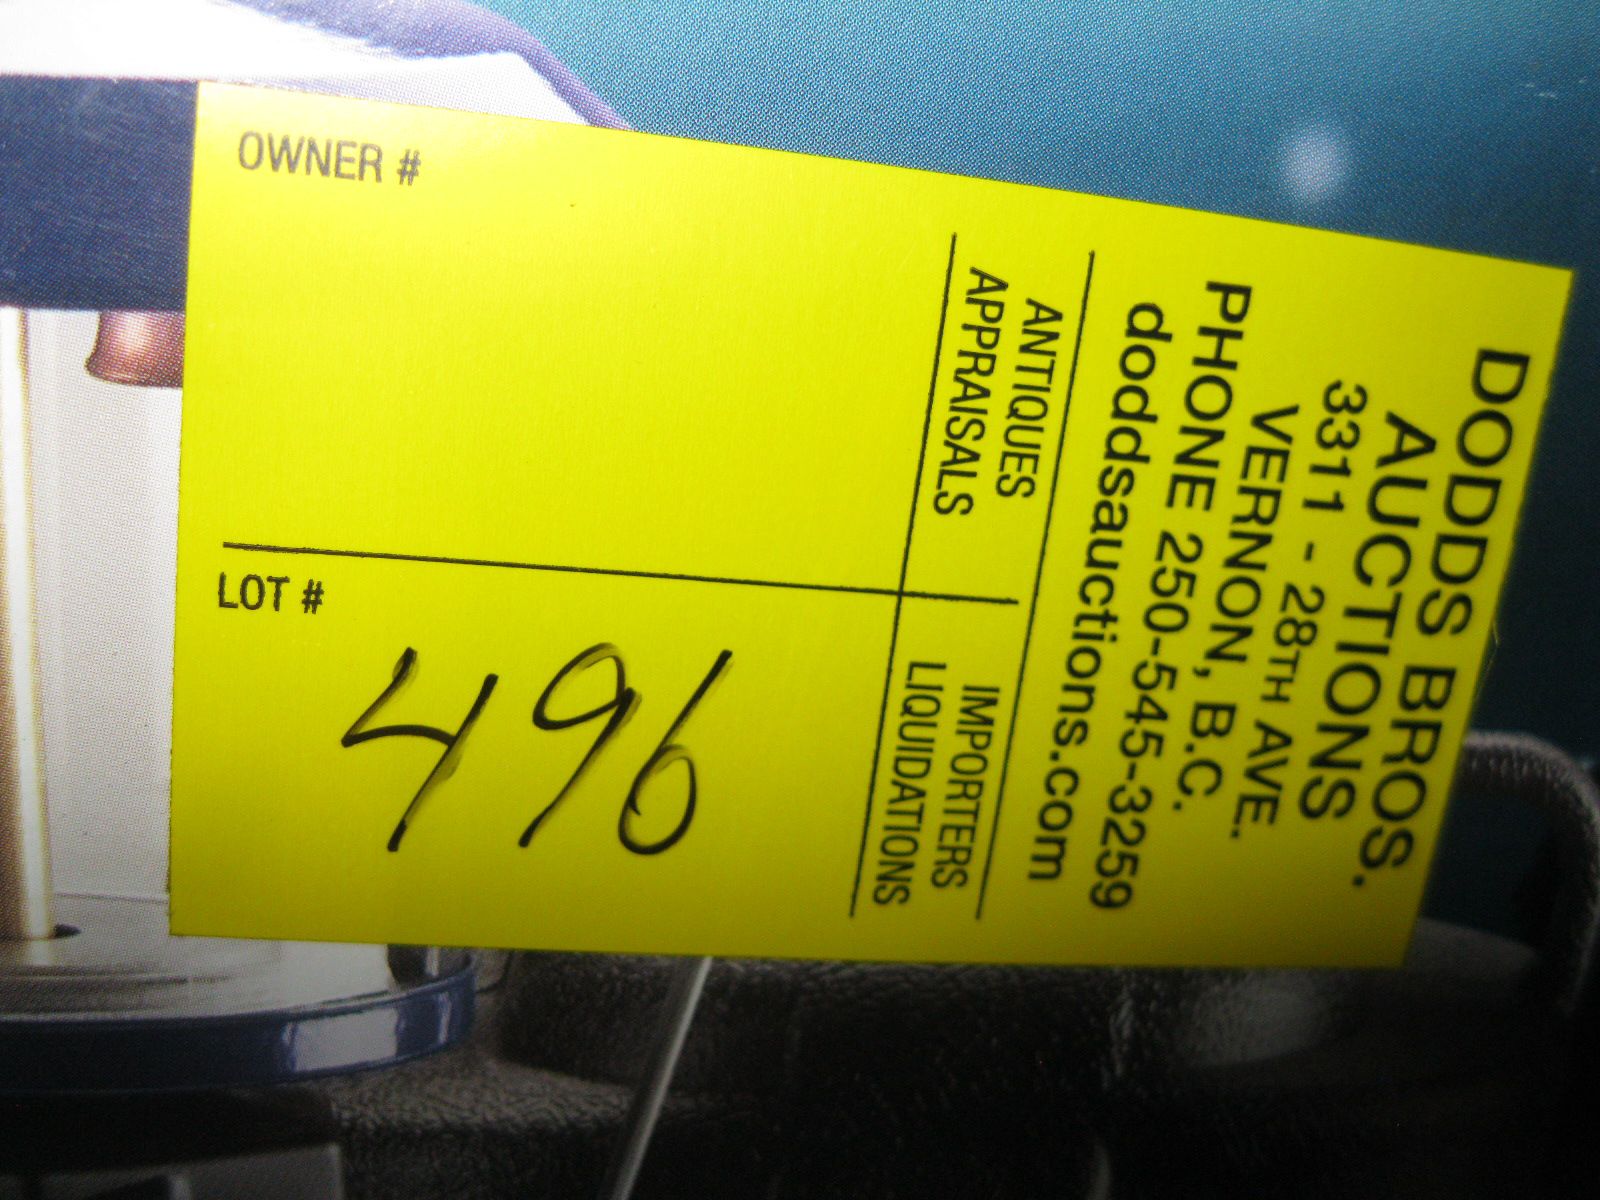 DODDS BROS.
AUCTIONS
3311 - 28TH AVE.
VERNON, B.C.
PHONE 250-545-3259
doddsauctions.com
ANTIQUES
APPRAISALS
IMPORTERS
LIQUIDATIONS
OWNER #
LOT #
496